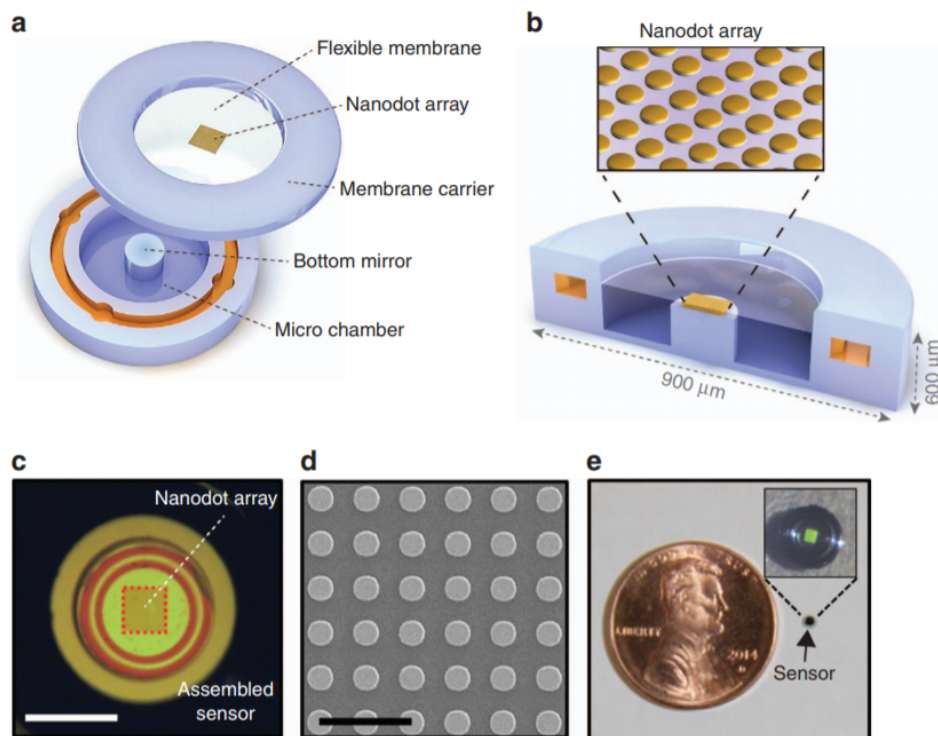 a
Flexible membrane
Nanodot array
Membrane carrier
Bottom mirror
Micro chamber
b
Nanodot array
900 μm
600 μm
c
Nanodot array
Assembled
sensor
d
e
LIBERTY
2014
D
Sensor